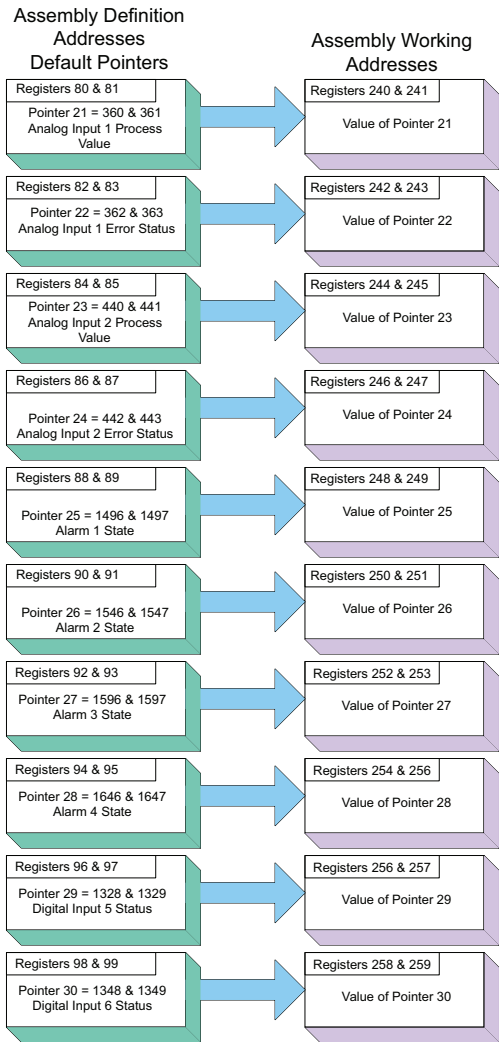 Assembly Definition
Addresses
Default Pointers
Assembly Working
Addresses
Registers 80 & 81
Pointer 21 = 360 & 361
Analog Input 1 Process
Value
Registers 240 & 241
Value of Pointer 21
Registers 82 & 83
Pointer 22 = 362 & 363
Analog Input 1 Error Status
Registers 242 & 243
Value of Pointer 22
Registers 84 & 85
Pointer 23 = 440 & 441
Analog Input 2 Process
Value
Registers 244 & 245
Value of Pointer 23
Registers 86 & 87
Pointer 24 = 442 & 443
Analog Input 2 Error Status
Registers 246 & 247
Value of Pointer 24
Registers 88 & 89
Pointer 25 = 1496 & 1497
Alarm 1 State
Registers 248 & 249
Value of Pointer 25
Registers 90 & 91
Pointer 26 = 1546 & 1547
Alarm 2 State
Registers 250 & 251
Value of Pointer 26
Registers 92 & 93
Pointer 27 = 1596 & 1597
Alarm 3 State
Registers 252 & 253
Value of Pointer 27
Registers 94 & 95
Pointer 28 = 1646 & 1647
Alarm 4 State
Registers 254 & 256
Value of Pointer 28
Registers 96 & 97
Pointer 29 = 1328 & 1329
Digital Input 5 Status
Registers 256 & 257
Value of Pointer 29
Registers 98 & 99
Pointer 30 = 1348 & 1349
Digital Input 6 Status
Registers 258 & 259
Value of Pointer 30